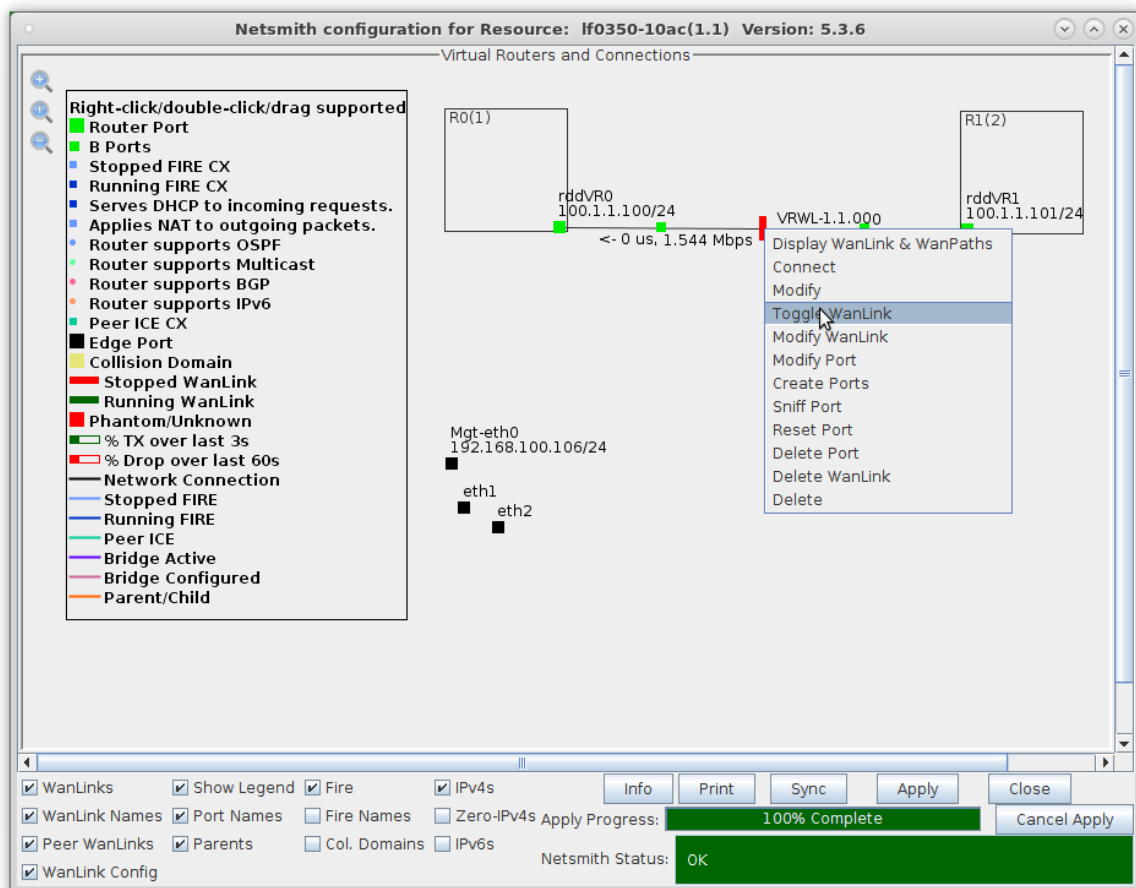 Netsmith configuration for Resource:  lf0350-10ac(1.1)  Version: 5.3.6
Virtual Routers and Connections
Right-click/double-click/drag supported
Router Port
B Ports
Stopped FIRE CX
Running FIRE CX
Serves DHCP to incoming requests.
Applies NAT to outgoing packets.
Router supports OSPF
Router supports Multicast
Router supports BGP
Router supports IPv6
Peer ICE CX
Edge Port
Collision Domain
Stopped WanLink
Running WanLink
Phantom/Unknown
% TX over last 3s
% Drop over last 60s
Network Connection
Stopped FIRE
Running FIRE
Peer ICE
Bridge Active
Bridge Configured
Parent/Child
R0(1)
rddVR0
100.1.1.100/24
<- 0 us, 1.544 Mbps
VRWL-1.1.000
R1(2)
rddVR1
100.1.1.101/24
Display WanLink & WanPaths
Connect
Modify
Toggle WanLink
Modify WanLink
Modify Port
Create Ports
Sniff Port
Reset Port
Delete Port
Delete WanLink
Delete
Mgt-eth0
192.168.100.106/24
eth1
eth2
WanLinks Show Legend Fire IPv4s Info Print Sync Apply Close
WanLink Names Port Names Fire Names Zero-IPv4s Apply Progress: 100% Complete Cancel Apply
Peer WanLinks Parents Col. Domains IPv6s Netsmith Status: OK
WanLink Config